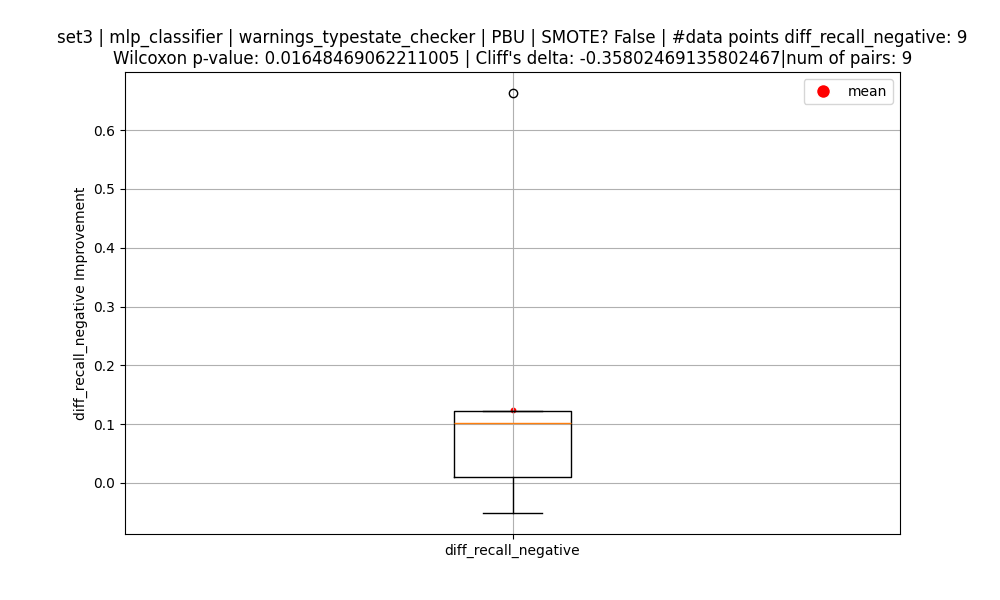 set3 | mlp_classifier | warnings_typestate_checker | PBU | SMOTE? False | #data points diff_recall_negative: 9
Wilcoxon p-value: 0.01648469062211005 | Cliff's delta: -0.35802469135802467|num of pairs: 9
mean
0.6
0.5
0.4
0.3
0.2
0.1
0.0
diff_recall_negative Improvement
diff_recall_negative